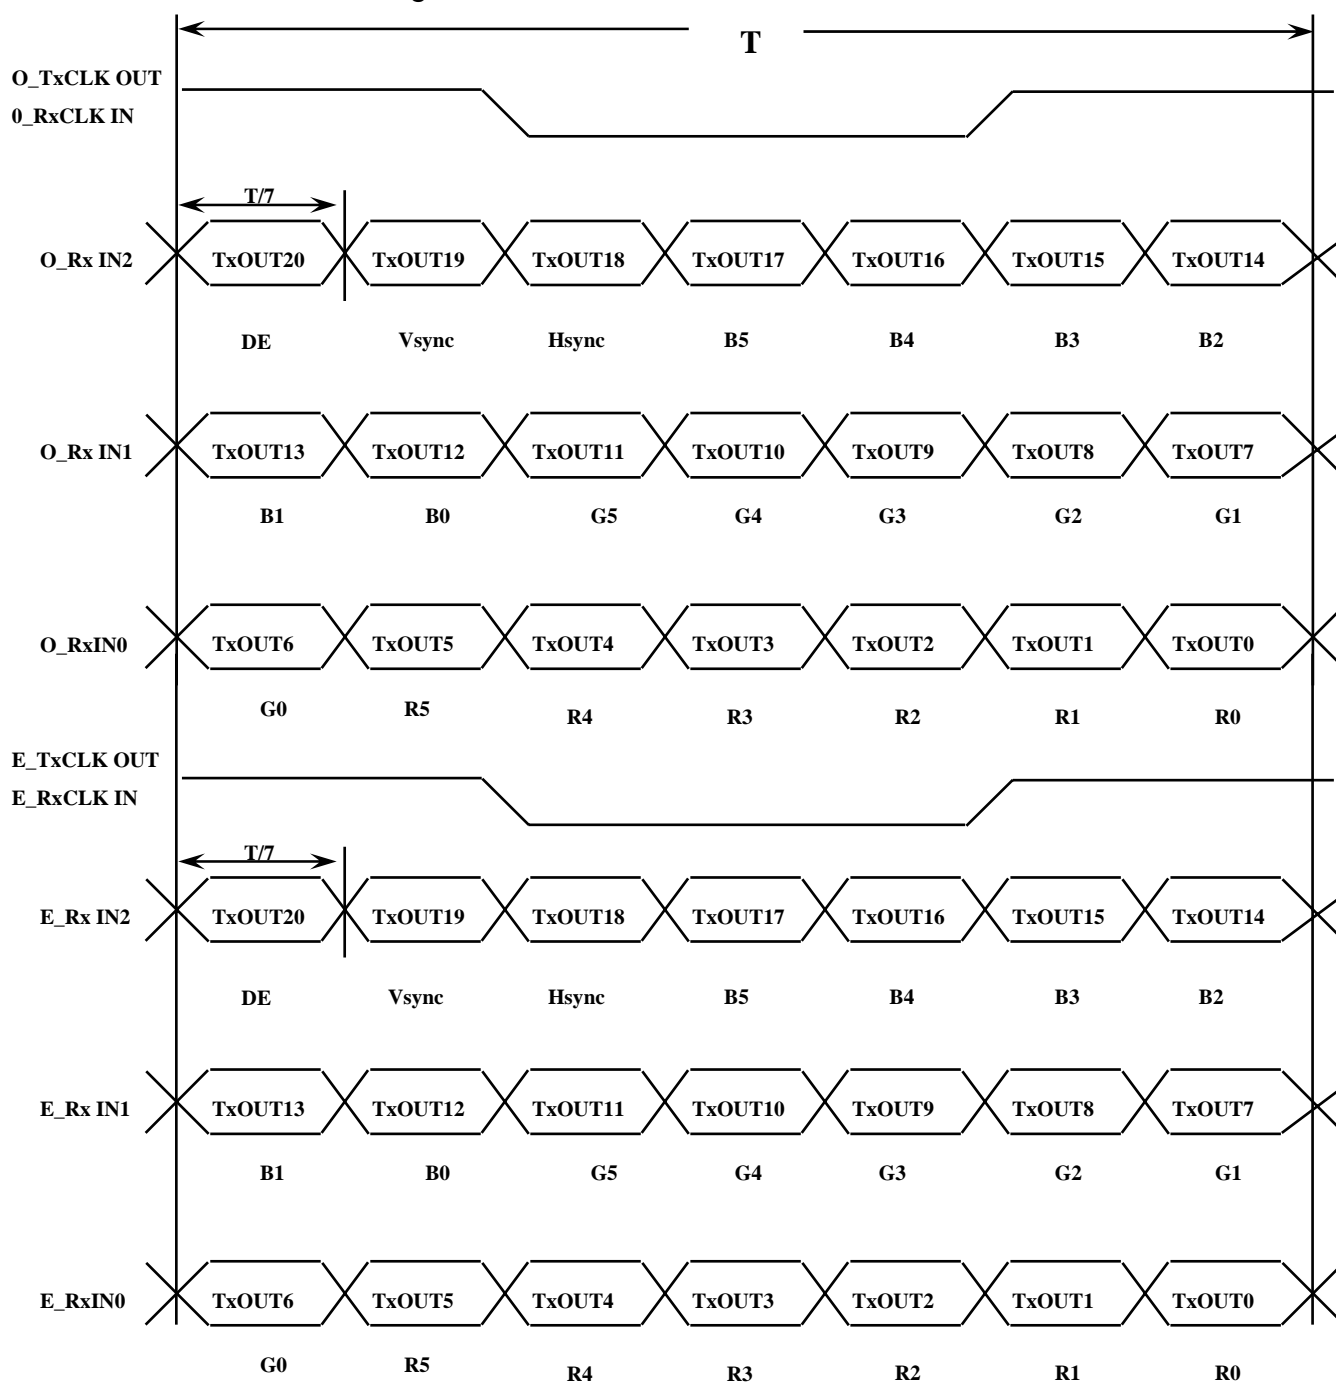 T
O_TxCLK OUT
0_RxCLK IN
T/7
O_Rx IN2 TxOUT20 TxOUT19 TxOUT18 TxOUT17 TxOUT16 TxOUT15 TxOUT14
DE Vsync Hsync B5 B4 B3 B2
O_Rx IN1 TxOUT13 TxOUT12 TxOUT11 TxOUT10 TxOUT9 TxOUT8 TxOUT7
B1 B0 G5 G4 G3 G2 G1
O_RxIN0 TxOUT6 TxOUT5 TxOUT4 TxOUT3 TxOUT2 TxOUT1 TxOUT0
G0 R5 R4 R3 R2 R1 R0
E_TxCLK OUT
E_RxCLK IN
T/7
E_Rx IN2 TxOUT20 TxOUT19 TxOUT18 TxOUT17 TxOUT16 TxOUT15 TxOUT14
DE Vsync Hsync B5 B4 B3 B2
E_Rx IN1 TxOUT13 TxOUT12 TxOUT11 TxOUT10 TxOUT9 TxOUT8 TxOUT7
B1 B0 G5 G4 G3 G2 G1
E_RxIN0 TxOUT6 TxOUT5 TxOUT4 TxOUT3 TxOUT2 TxOUT1 TxOUT0
G0 R5 R4 R3 R2 R1 R0